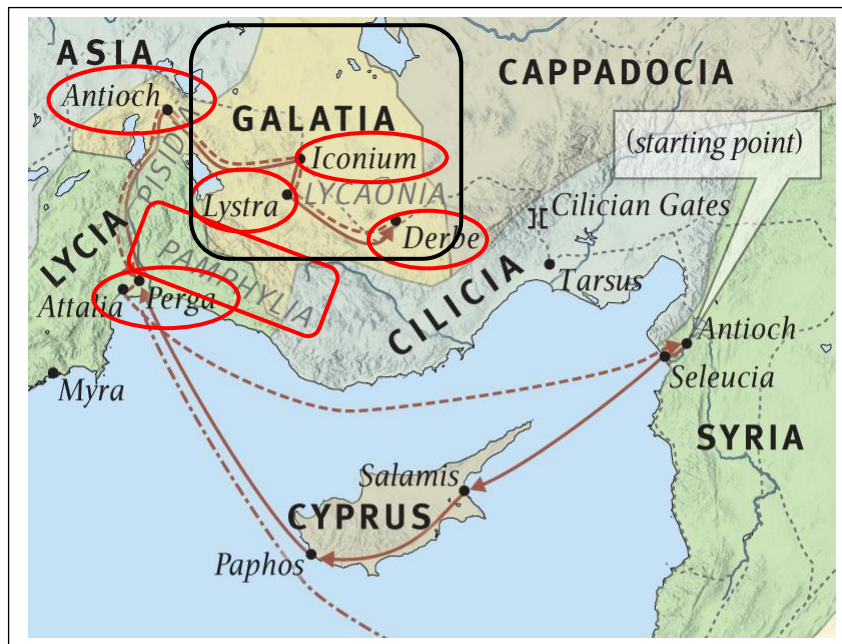 ASIA
CAPPADOCIA
Antioch
GALATIA
(starting point)
Iconium
PISID
LYCAONIA
Lystra
Cilician Gates
Derbe
LYCIA
PAMPHYLIA
CILICIA
Tarsus
Perga
Attalia
Antioch
Seleucia
Myra
SYRIA
Salamis
CYPRUS
Paphos